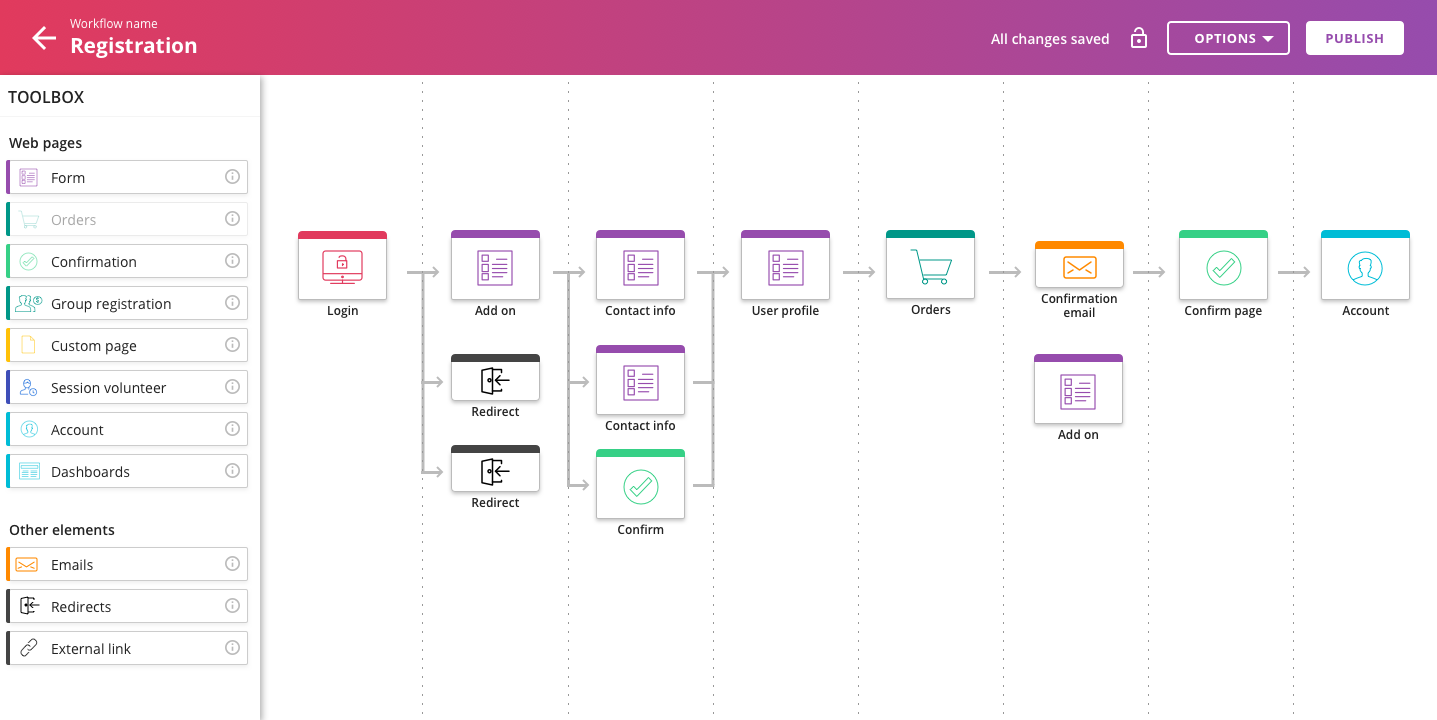 Workflow name
Registration
All changes saved
OPTIONS
PUBLISH
TOOLBOX
Web pages
Form
Orders
Confirmation
Group registration
Custom page
Session volunteer
Account
Dashboards
Other elements
Emails
Redirects
External link
Login
Add on
Contact info
User profile
Orders
Confirmation
email
Confirm page
Account
Redirect
Contact info
Add on
Redirect
Confirm